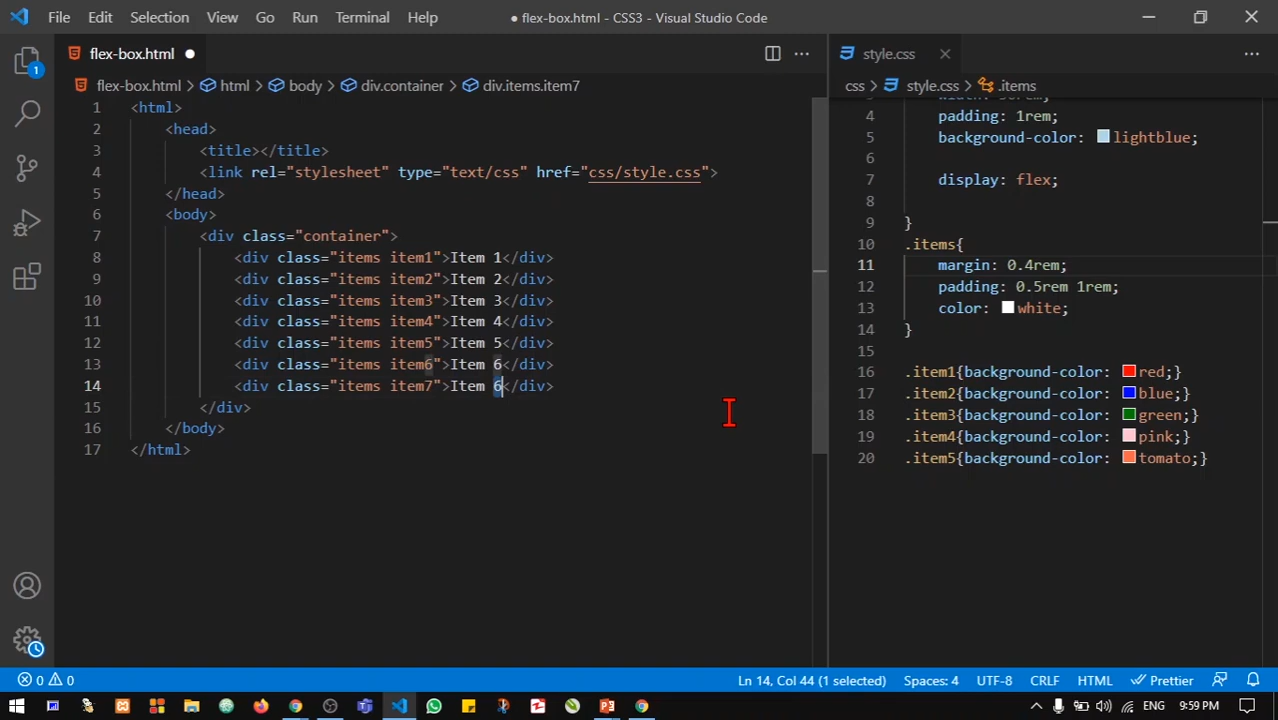 File Edit Selection View Go Run Terminal Help ● flex-box.html - CSS3 - Visual Studio Code
flex-box.html ●
flex-box.html > html > body > div.container > div.items.item7
1 <html>
2 <head>
3 <title></title>
4 <link rel="stylesheet" type="text/css" href="css/style.css">
5 </head>
6 <body>
7 <div class="container">
8 <div class="items item1">Item 1</div>
9 <div class="items item2">Item 2</div>
10 <div class="items item3">Item 3</div>
11 <div class="items item4">Item 4</div>
12 <div class="items item5">Item 5</div>
13 <div class="items item6">Item 6</div>
14 <div class="items item7">Item 6</div>
15 </div>
16 </body>
17 </html>
style.css
css > style.css > .items
4 padding: 1rem;
5 background-color: lightblue;
6
7 display: flex;
8
9 }
10 .items{
11 margin: 0.4rem;
12 padding: 0.5rem 1rem;
13 color: white;
14 }
15
16 .item1{background-color: red;}
17 .item2{background-color: blue;}
18 .item3{background-color: green;}
19 .item4{background-color: pink;}
20 .item5{background-color: tomato;}
1
0 0 Ln 14, Col 44 (1 selected) Spaces: 4 UTF-8 CRLF HTML Prettier
ENG 9:59 PM